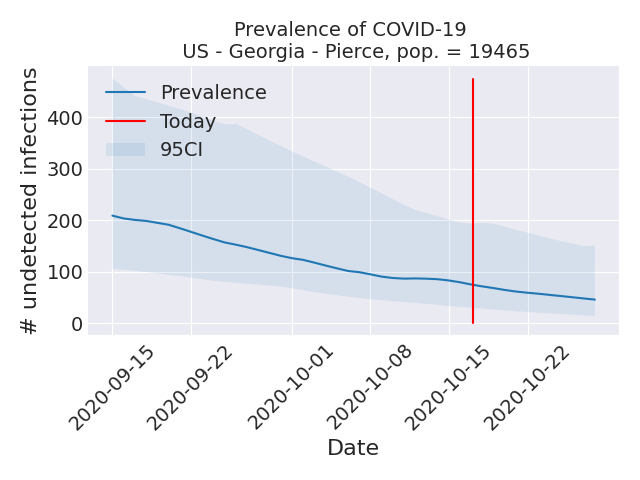 Prevalence of COVID-19
US - Georgia - Pierce, pop. = 19465
# undetected infections
400
300
200
100
0
Prevalence
Today
95CI
2020-09-15
2020-09-22
2020-10-01
2020-10-08
2020-10-15
2020-10-22
Date